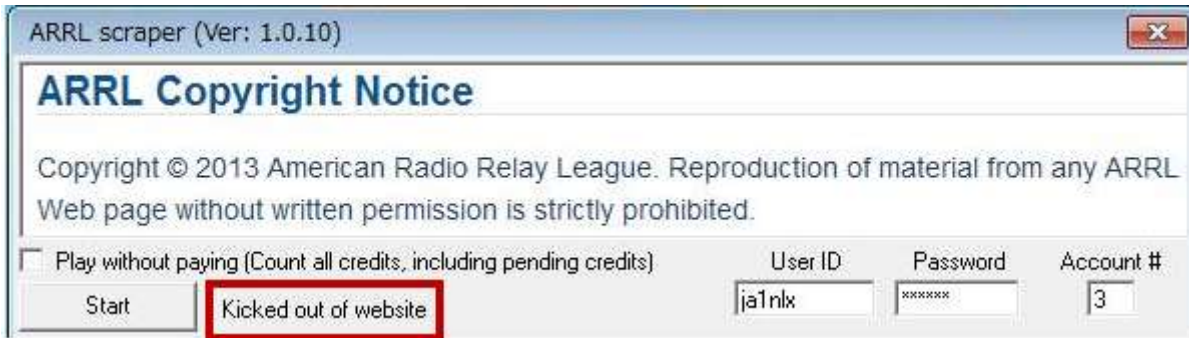 ARRL scraper (Ver: 1.0.10)
ARRL Copyright Notice
Copyright © 2013 American Radio Relay League. Reproduction of material from any ARRL
Web page without written permission is strictly prohibited.
Play without paying (Count all credits, including pending credits) User ID Password Account #
Start Kicked out of website ja1nlx ****** 3